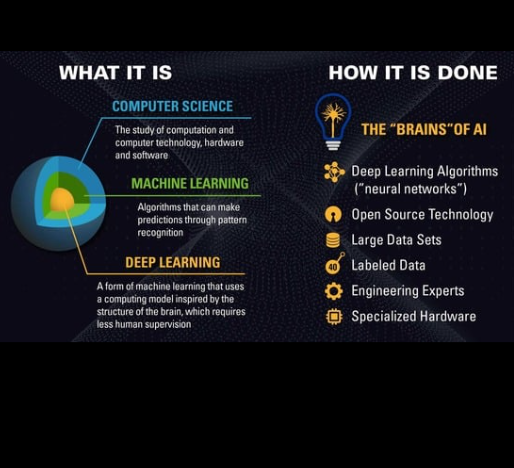 WHAT IT IS
COMPUTER SCIENCE
The study of computation and
computer technology, hardware
and software
MACHINE LEARNING
Algorithms that can make
predictions through pattern
recognition
DEEP LEARNING
A form of machine learning that uses
a computing model inspired by the
structure of the brain, which requires
less human supervision
HOW IT IS DONE
THE "BRAINS"OF AI
Deep Learning Algorithms
("neural networks")
Open Source Technology
Large Data Sets
40
Labeled Data
Engineering Experts
Specialized Hardware